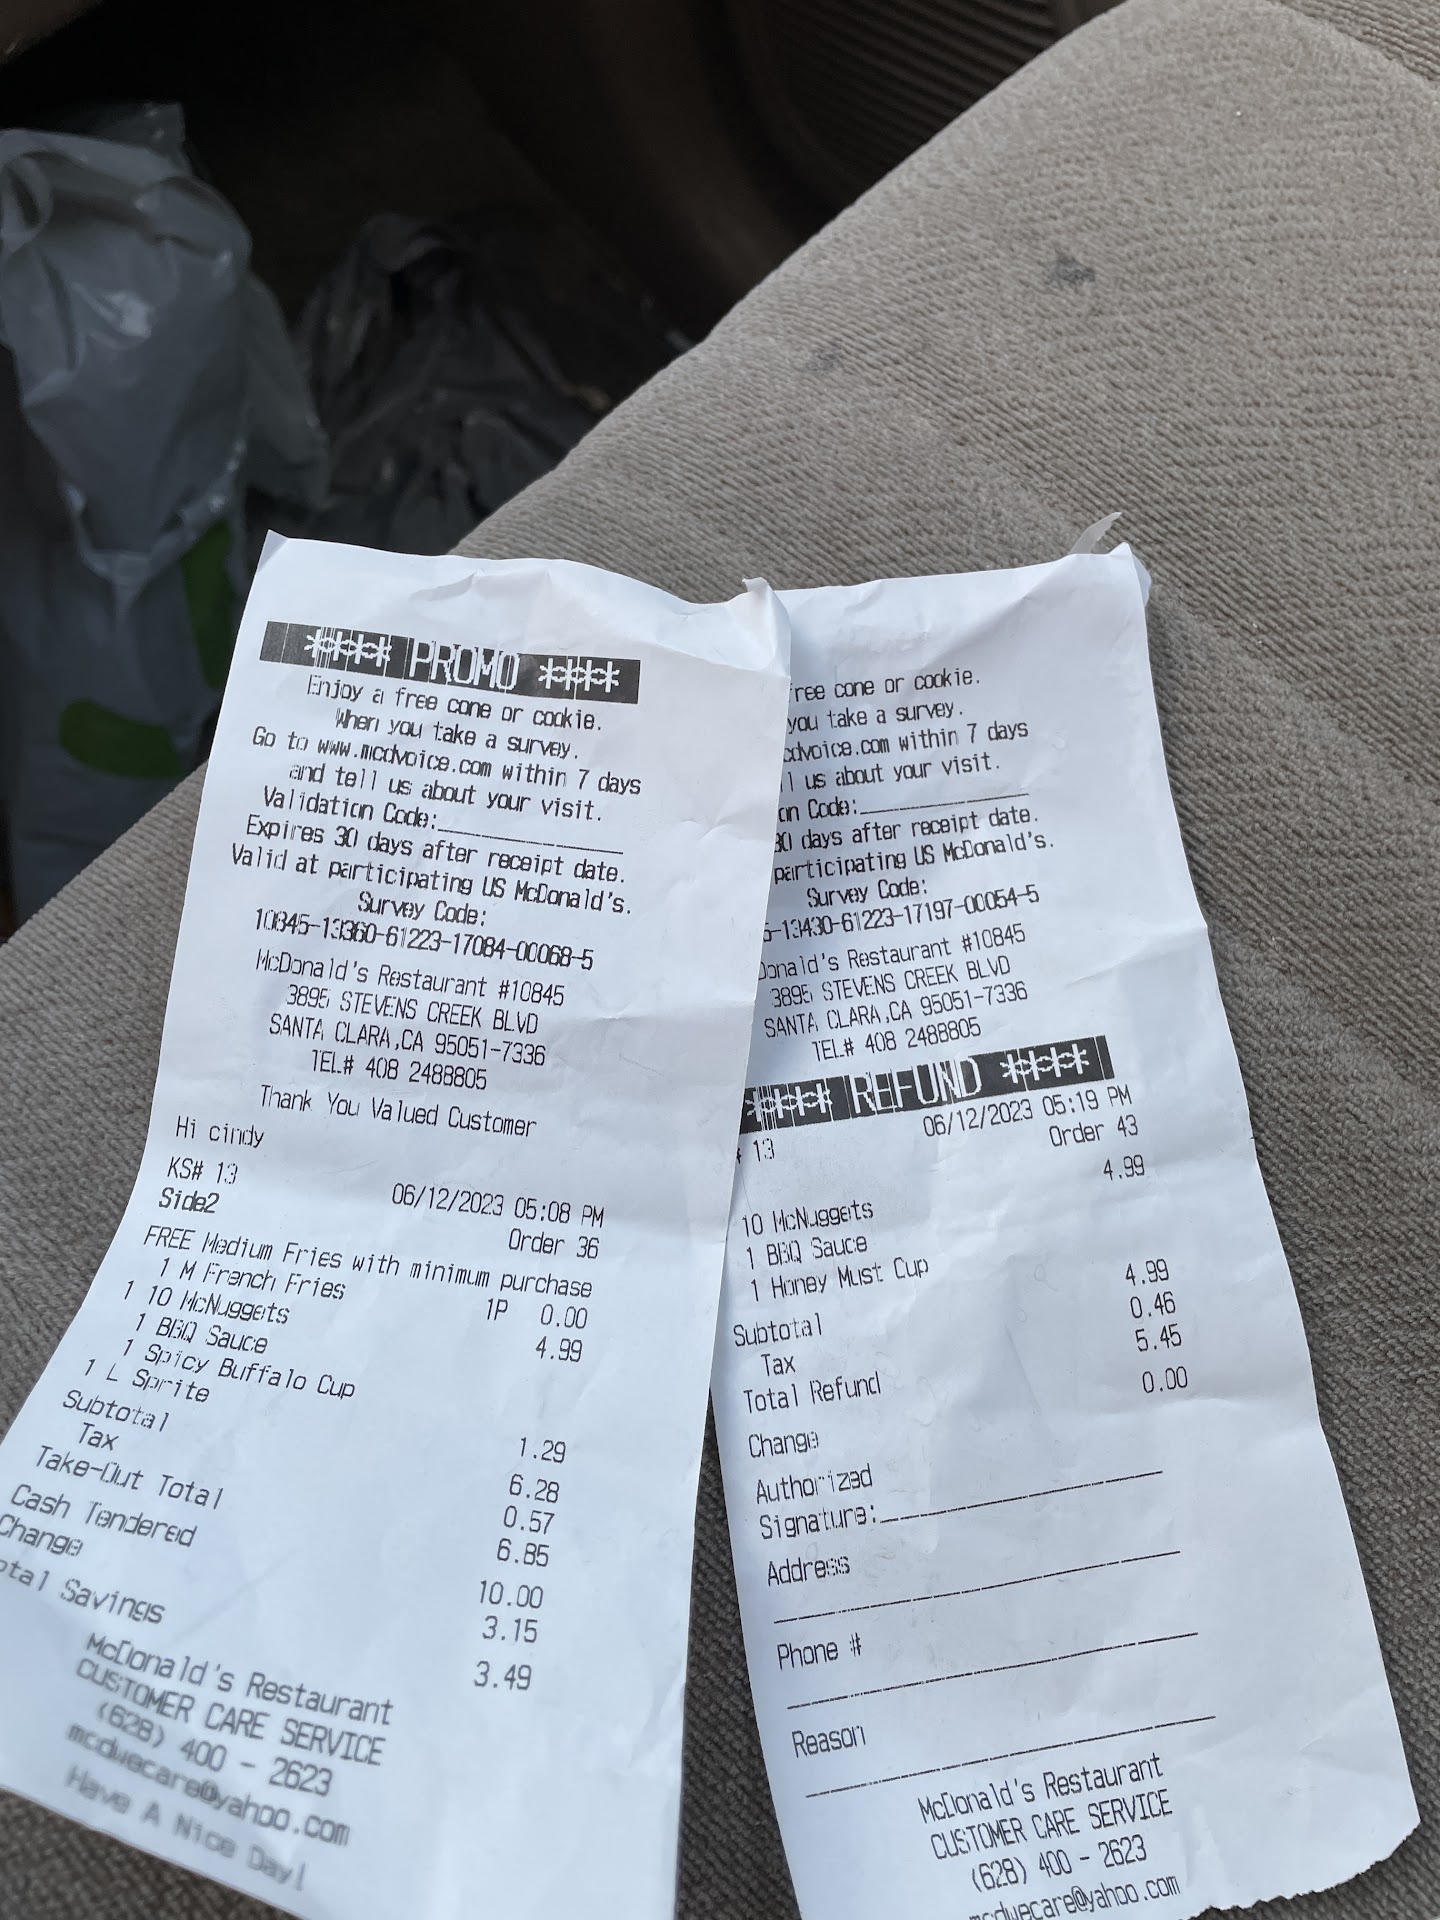 **** PROMO ****
Enjoy a free cone or cookie.
When you take a survey.
Go to www.mcdvoice.com within 7 days
and tell us about your visit.
Validation Code:
Expires 30 days after receipt date.
Valid at participating US McDonald's.
Survey Code:
10845-13360-61223-17084-00068-5
McDonald's Restaurant #10845
3895 STEVENS CREEK BLVD
SANTA CLARA,CA 95051-7336
TEL# 408 2488805
Thank You Valued Customer
Hi cindy
KS# 13 06/12/2023 05:08 PM
Side2 Order 36
FREE Medium Fries with minimum purchase
1 M French Fries 1P 0.00
1 10 McNuggets 4.99
1 BBQ Sauce
1 Spicy Buffalo Cup
1 L Sprite 1.29
Subtotal 6.28
Tax 0.57
Take-Out Total 6.85
Cash Tendered 10.00
Change 3.15
otal Savings 3.49
McDonald's Restaurant
CUSTOMER CARE SERVICE
(628) 400 - 2623
mcduecare@yahoo.com
Have A Nice Day!
free cone or cookie.
you take a survey.
cdvoice.com within 7 days
l us about your visit.
on Code:
30 days after receipt date.
participating US McDonald's.
Survey Code:
5-13430-61223-17197-00054-5
Donald's Restaurant #10845
3895 STEVENS CREEK BLVD
SANTA CLARA,CA 95051-7336
TEL# 408 2488805
**** REFUND ****
# 13 06/12/2023 05:19 PM
Order 43
10 McNuggets 4.99
1 BBQ Sauce
1 Honey Must Cup
Subtotal 4.99
Tax 0.46
Total Refund 5.45
Change 0.00
Authorized
Signature:
Address
Phone #
Reason
McDonald's Restaurant
CUSTOMER CARE SERVICE
(628) 400 - 2623
mcduecare@yahoo.com